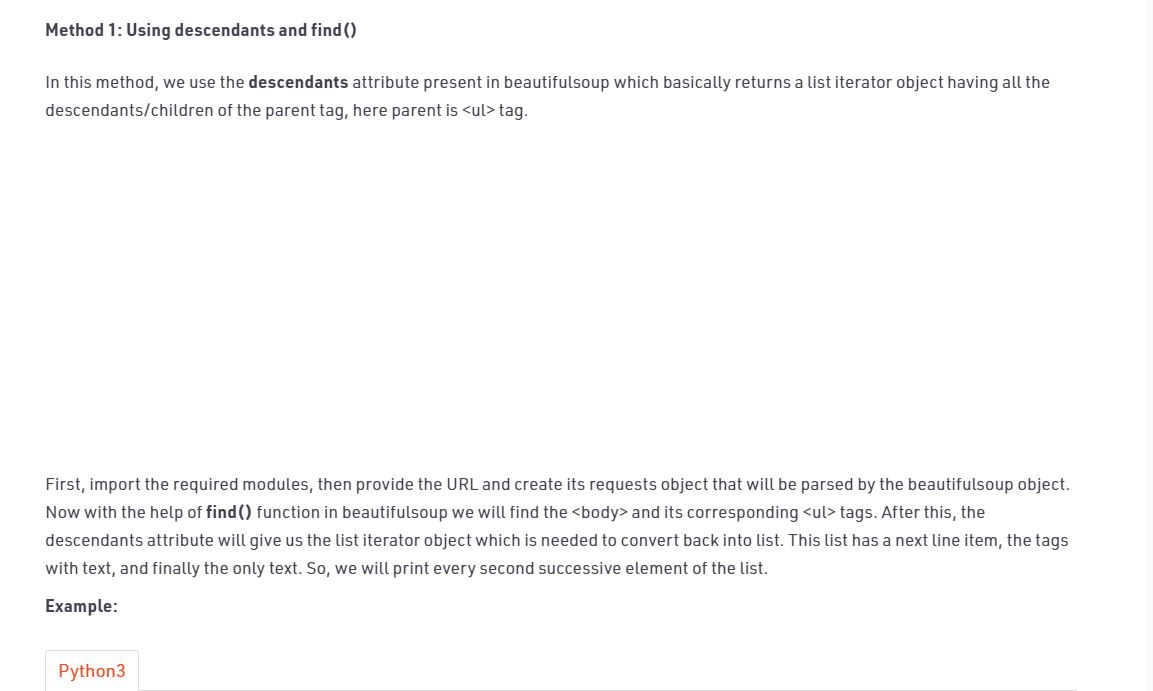 Method 1: Using descendants and find()
In this method, we use the descendants attribute present in beautifulsoup which basically returns a list iterator object having all the
descendants/children of the parent tag, here parent is <ul> tag.
First, import the required modules, then provide the URL and create its requests object that will be parsed by the beautifulsoup object.
Now with the help of find() function in beautifulsoup we will find the <body> and its corresponding <ul> tags. After this, the
descendants attribute will give us the list iterator object which is needed to convert back into list. This list has a next line item, the tags
with text, and finally the only text. So, we will print every second successive element of the list.
Example:
Python3